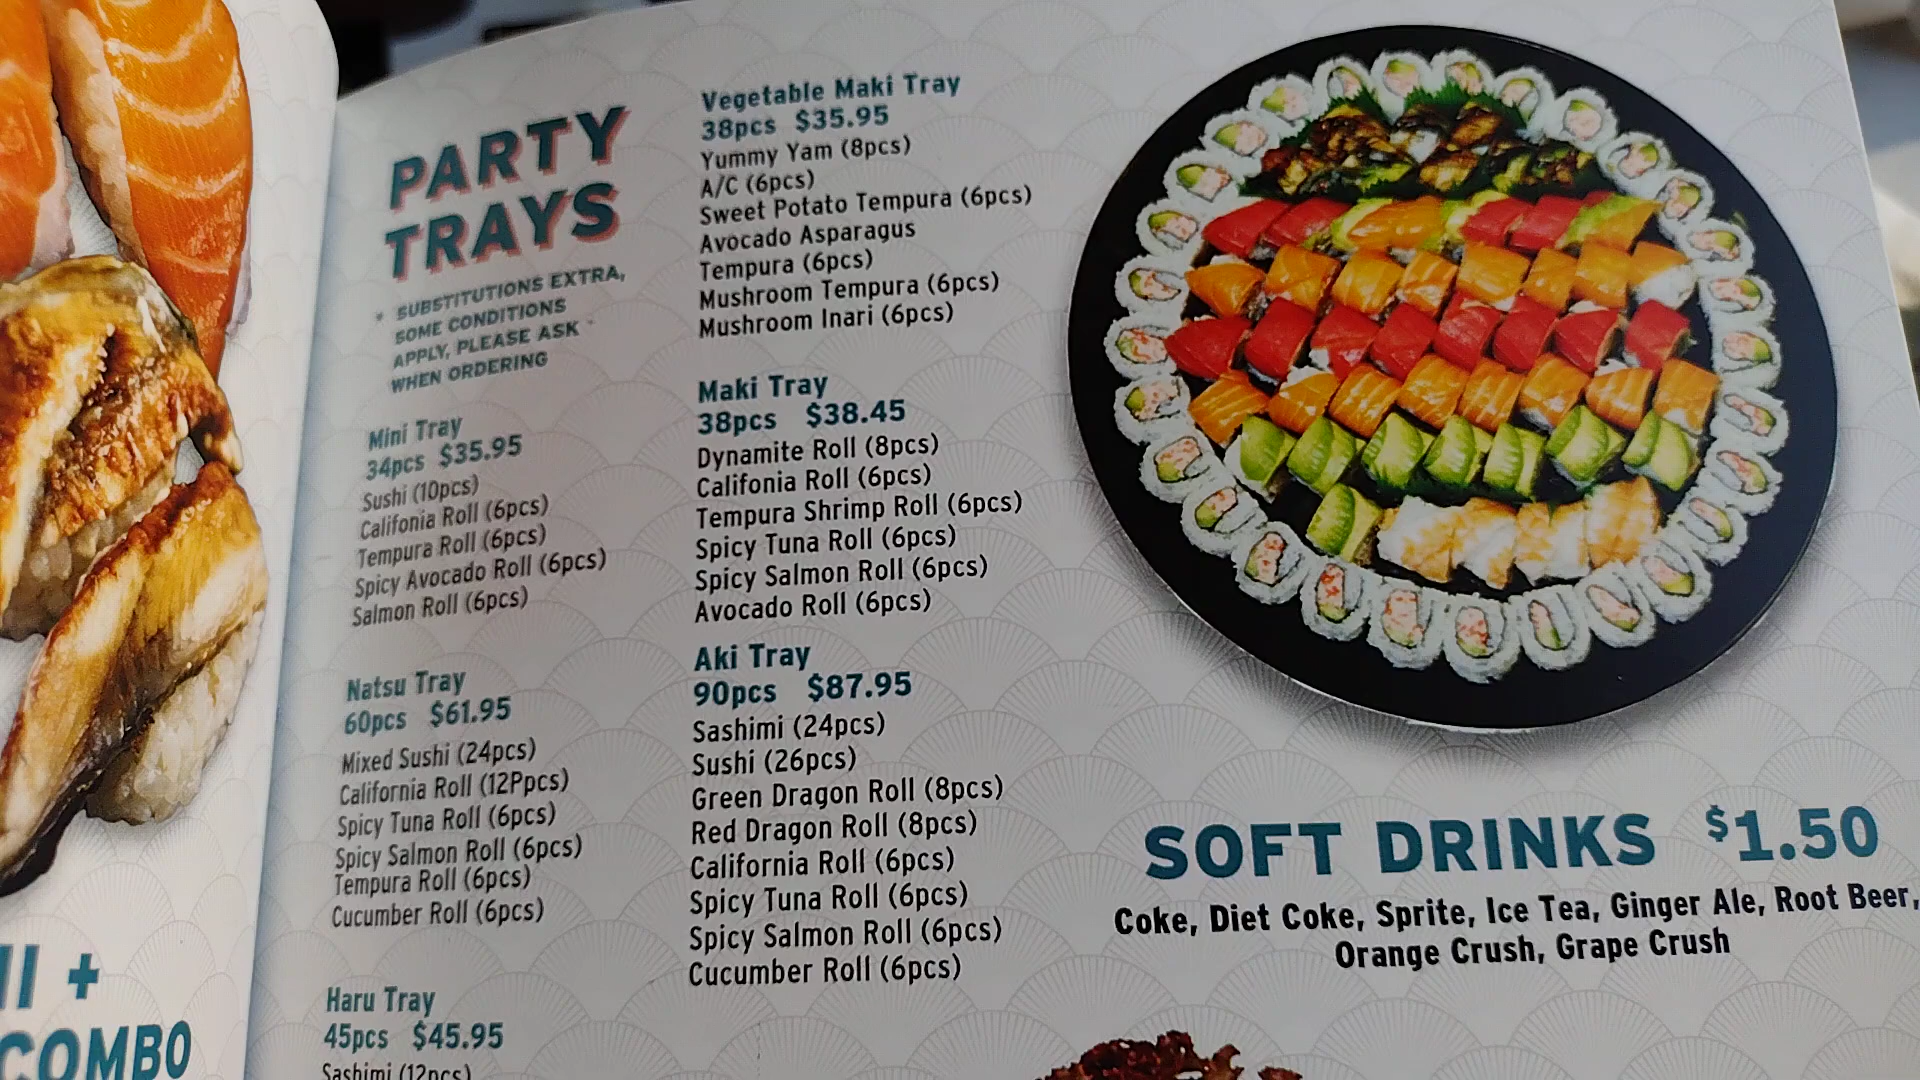 PARTY
TRAYS
* SUBSTITUTIONS EXTRA,
SOME CONDITIONS
APPLY, PLEASE ASK *
WHEN ORDERING
Mini Tray
34pcs $35.95
Sushi (10pcs)
Califonia Roll (6pcs)
Tempura Roll (6pcs)
Spicy Avocado Roll (6pcs)
Salmon Roll (6pcs)
Natsu Tray
60pcs $61.95
Mixed Sushi (24pcs)
California Roll (12Ppcs)
Spicy Tuna Roll (6pcs)
Spicy Salmon Roll (6pcs)
Tempura Roll (6pcs)
Cucumber Roll (6pcs)
Haru Tray
45pcs $45.95
Sashimi (12pcs)
Vegetable Maki Tray
38pcs $35.95
Yummy Yam (8pcs)
A/C (6pcs)
Sweet Potato Tempura (6pcs)
Avocado Asparagus
Tempura (6pcs)
Mushroom Tempura (6pcs)
Mushroom Inari (6pcs)
Maki Tray
38pcs $38.45
Dynamite Roll (8pcs)
Califonia Roll (6pcs)
Tempura Shrimp Roll (6pcs)
Spicy Tuna Roll (6pcs)
Spicy Salmon Roll (6pcs)
Avocado Roll (6pcs)
Aki Tray
90pcs $87.95
Sashimi (24pcs)
Sushi (26pcs)
Green Dragon Roll (8pcs)
Red Dragon Roll (8pcs)
California Roll (6pcs)
Spicy Tuna Roll (6pcs)
Spicy Salmon Roll (6pcs)
Cucumber Roll (6pcs)
SOFT DRINKS $1.50
Coke, Diet Coke, Sprite, Ice Tea, Ginger Ale, Root Beer,
Orange Crush, Grape Crush
+
COMBO